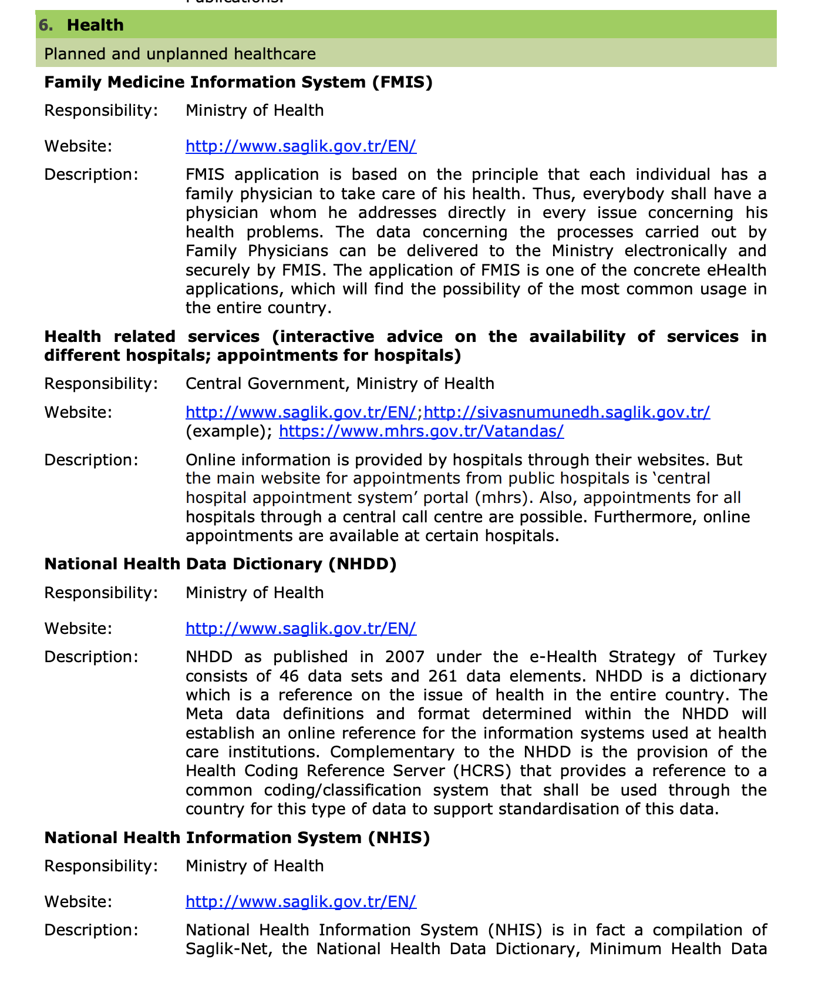 Publications.
6. Health
Planned and unplanned healthcare
Family Medicine Information System (FMIS)
Responsibility: Ministry of Health
Website: http://www.saglik.gov.tr/EN/
Description: FMIS application is based on the principle that each individual has a
family physician to take care of his health. Thus, everybody shall have a
physician whom he addresses directly in every issue concerning his
health problems. The data concerning the processes carried out by
Family Physicians can be delivered to the Ministry electronically and
securely by FMIS. The application of FMIS is one of the concrete eHealth
applications, which will find the possibility of the most common usage in
the entire country.
Health related services (interactive advice on the availability of services in
different hospitals; appointments for hospitals)
Responsibility: Central Government, Ministry of Health
Website: http://www.saglik.gov.tr/EN/;http://sivasnumunedh.saglik.gov.tr/
(example); https://www.mhrs.gov.tr/Vatandas/
Description: Online information is provided by hospitals through their websites. But
the main website for appointments from public hospitals is ‘central
hospital appointment system’ portal (mhrs). Also, appointments for all
hospitals through a central call centre are possible. Furthermore, online
appointments are available at certain hospitals.
National Health Data Dictionary (NHDD)
Responsibility: Ministry of Health
Website: http://www.saglik.gov.tr/EN/
Description: NHDD as published in 2007 under the e-Health Strategy of Turkey
consists of 46 data sets and 261 data elements. NHDD is a dictionary
which is a reference on the issue of health in the entire country. The
Meta data definitions and format determined within the NHDD will
establish an online reference for the information systems used at health
care institutions. Complementary to the NHDD is the provision of the
Health Coding Reference Server (HCRS) that provides a reference to a
common coding/classification system that shall be used through the
country for this type of data to support standardisation of this data.
National Health Information System (NHIS)
Responsibility: Ministry of Health
Website: http://www.saglik.gov.tr/EN/
Description: National Health Information System (NHIS) is in fact a compilation of
Saglik-Net, the National Health Data Dictionary, Minimum Health Data